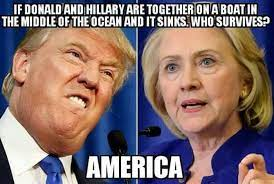 IF DONALD AND HILLARY ARE TOGETHER ON A BOAT IN
THE MIDDLE OF THE OCEAN AND IT SINKS. WHO SURVIVES?
AMERICA